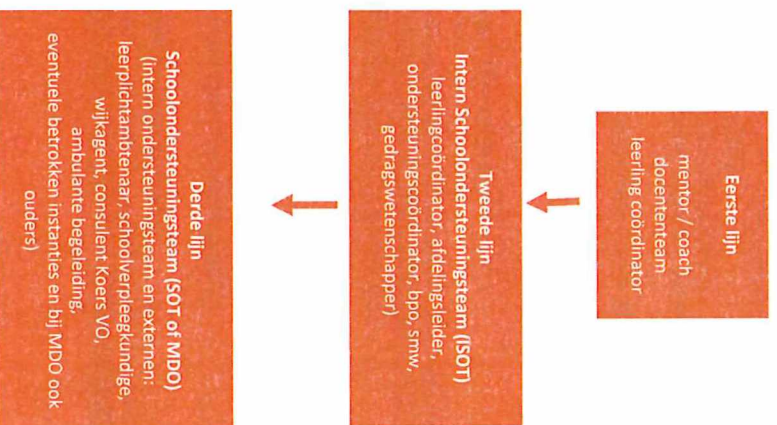 Eerste lijn
mentor / coach
docententeam
leerling coördinator
Tweede lijn
Intern Schoolondersteuningsteam (ISOT)
leerlingcoördinator, afdelingsleider,
ondersteuningscoördinator, bpo, smw,
gedragswetenschapper)
Derde lijn
Schoolondersteuningsteam (SOT of MDO)
(intern ondersteuningsteam en externen:
leerplichtambtenaar, schoolverpleegkundige,
wijkagent, consulent Koers VO,
ambulante begeleiding,
eventuele betrokken instanties en bij MDO ook
ouders)